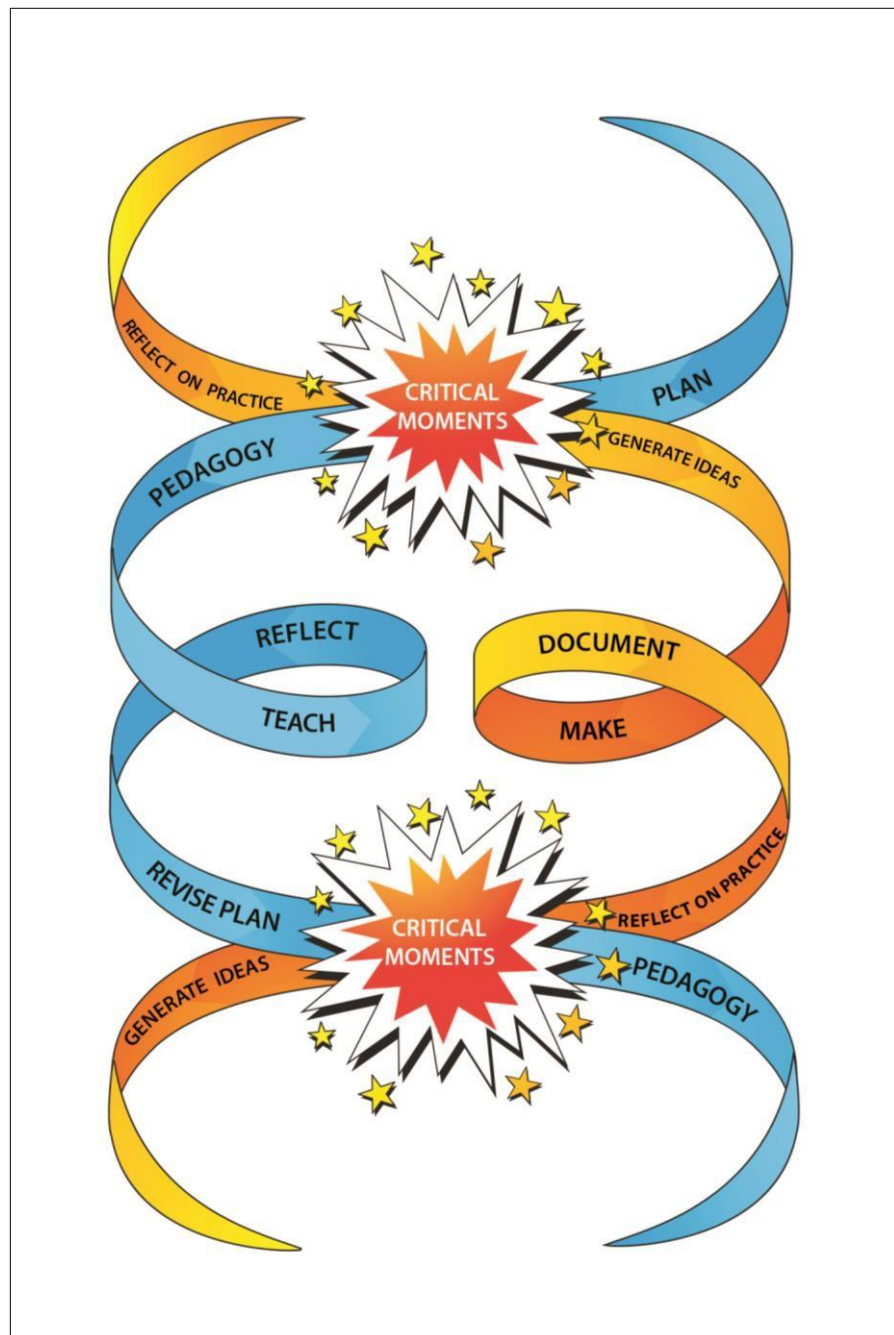 REFLECT ON PRACTICE
CRITICAL
MOMENTS
PLAN
PEDAGOGY
GENERATE IDEAS
REFLECT
DOCUMENT
TEACH
MAKE
REVISE PLAN
CRITICAL
MOMENTS
REFLECT ON PRACTICE
GENERATE IDEAS
PEDAGOGY